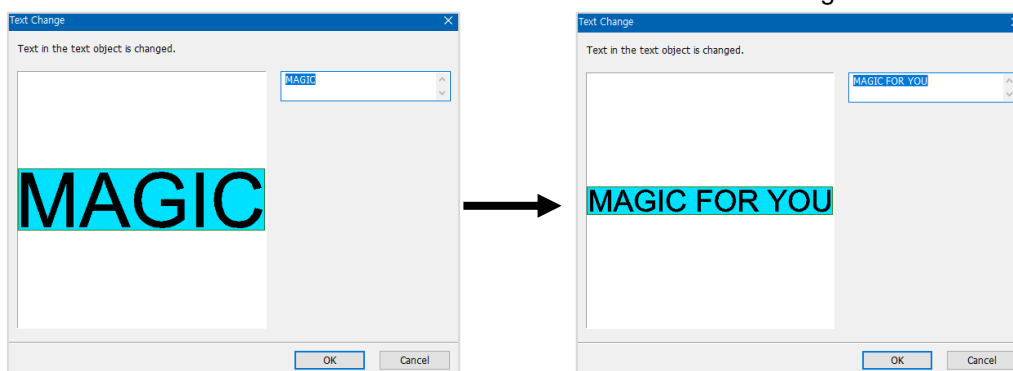 Text Change
Text in the text object is changed.
MAGIC
MAGIC
OK Cancel
Text Change
Text in the text object is changed.
MAGIC FOR YOU
MAGIC FOR YOU
OK Cancel